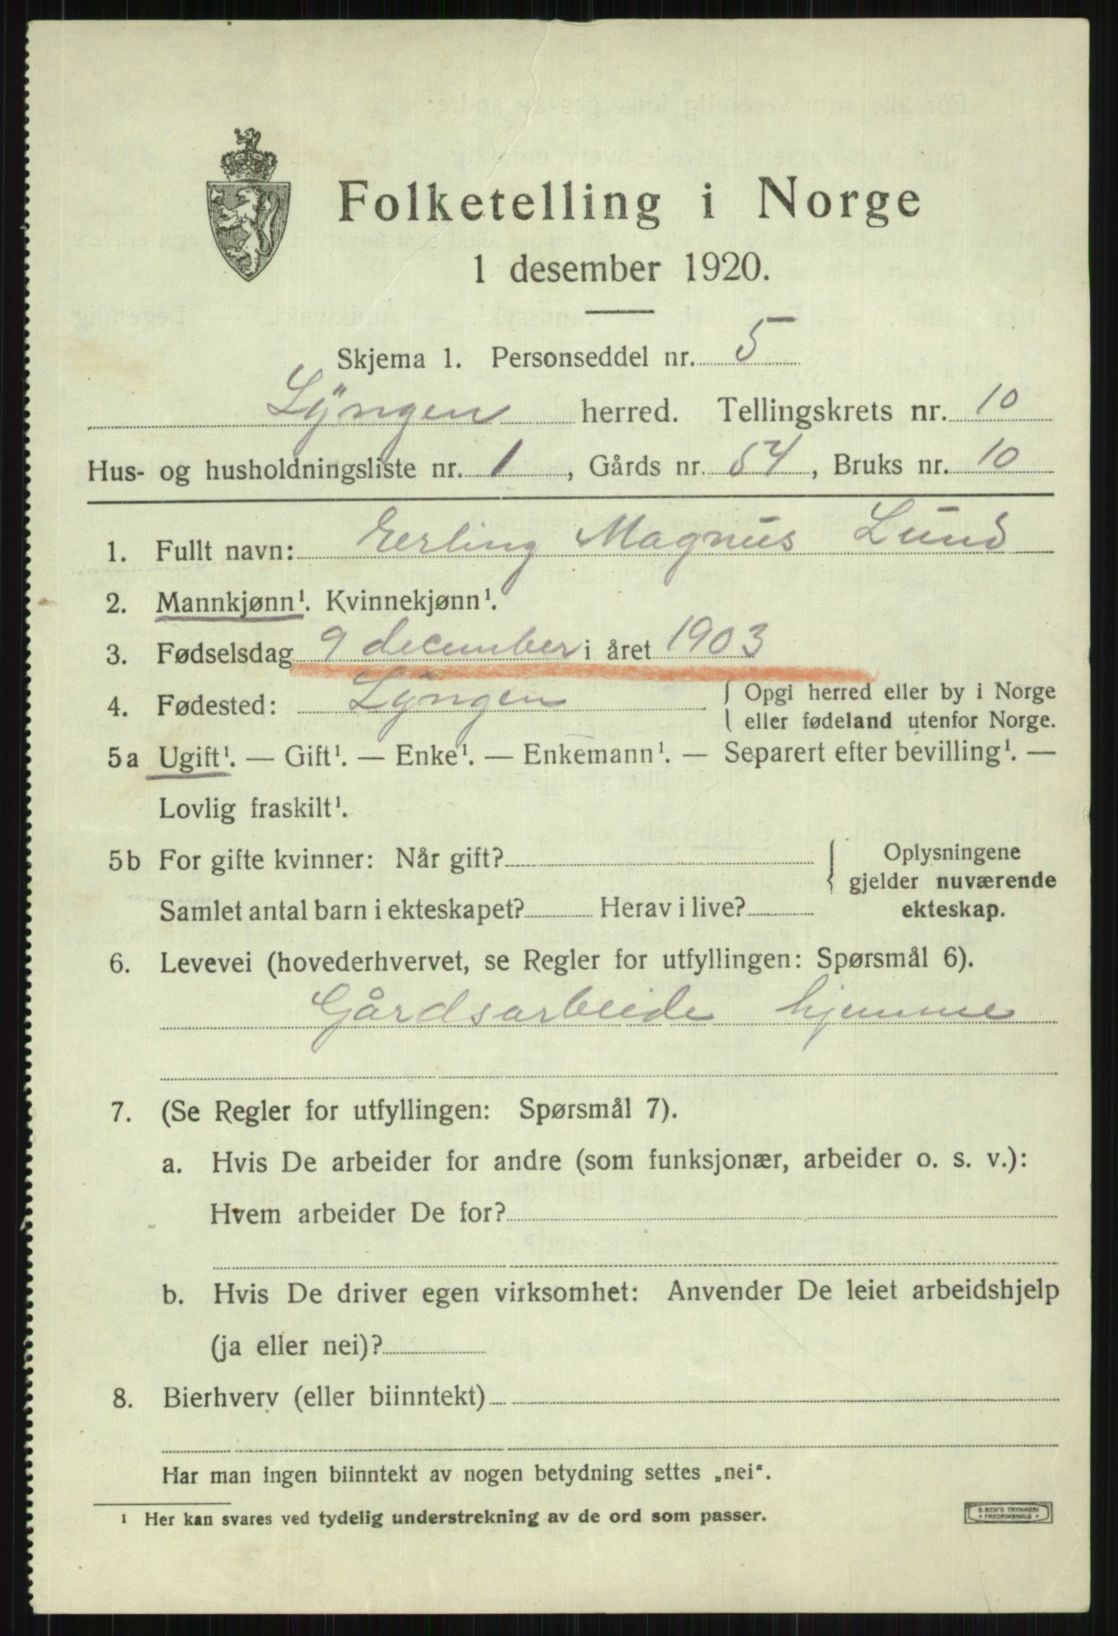 Folketelling i Norge
1 desember 1920.
Skjema 1. Personseddel nr. 5
Lyngen herred. Tellingskrets nr. 10
Hus- og husholdningsliste nr. 1, Gårds nr. 54, Bruks nr. 10
1. Fullt navn: Eerling Magnus Lund
2. Mannkjønn¹. Kvinnekjønn¹.
3. Fødselsdag 9 december i året 1903
4. Fødested: Lyngen { Opgi herred eller by i Norge
eller fødeland utenfor Norge.
5a Ugift¹. — Gift¹. — Enke¹. — Enkemann¹. — Separert efter bevilling¹. —
Lovlig fraskilt¹.
5b For gifte kvinner: Når gift? { Oplysningene
gjelder nuværende
Samlet antal barn i ekteskapet? Herav i live? ekteskap.
6. Levevei (hovederhvervet, se Regler for utfyllingen: Spørsmål 6).
Gårdsarbeide hjemme
7. (Se Regler for utfyllingen: Spørsmål 7).
a. Hvis De arbeider for andre (som funksjonær, arbeider o. s. v.):
Hvem arbeider De for?
b. Hvis De driver egen virksomhet: Anvender De leiet arbeidshjelp
(ja eller nei)?
8. Bierhverv (eller biinntekt)
Har man ingen biinntekt av nogen betydning settes „nei“.
¹ Her kan svares ved tydelig understrekning av de ord som passer.
E. SEM'S TRYKKERI
FREDRIKSHALD